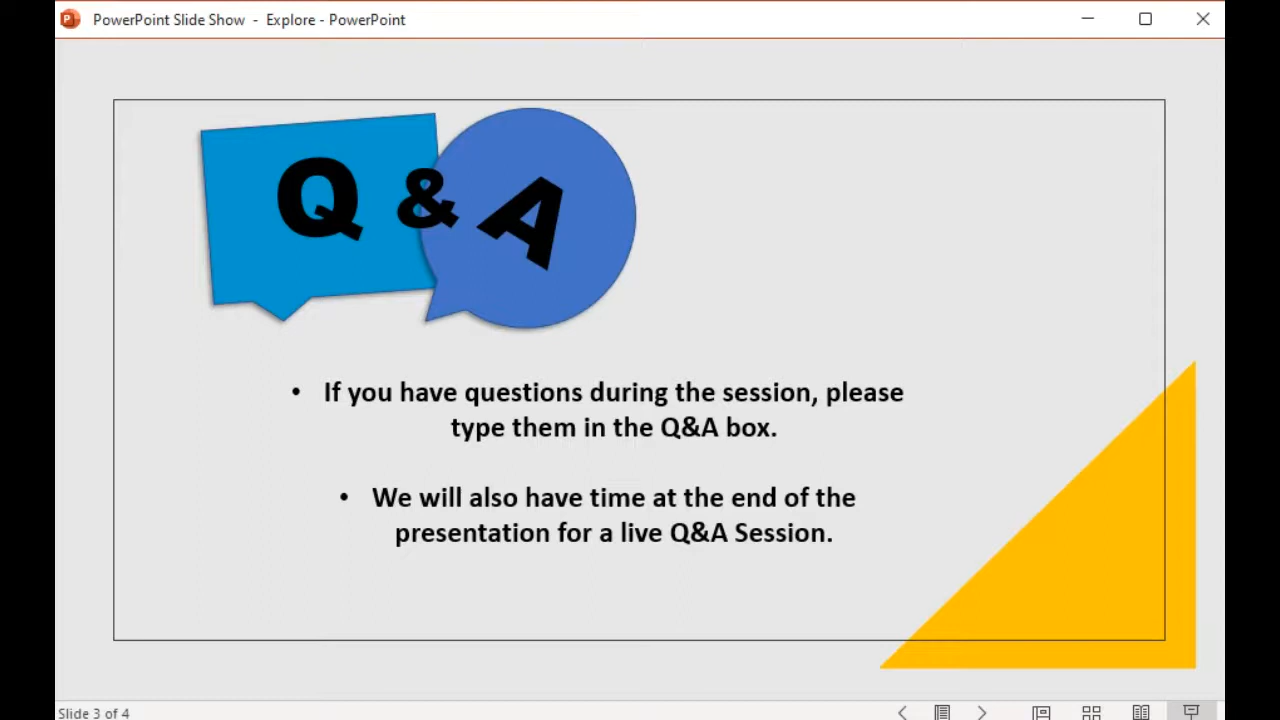 PowerPoint Slide Show - Explore - PowerPoint
Q & A
• If you have questions during the session, please
type them in the Q&A box.
• We will also have time at the end of the
presentation for a live Q&A Session.
Slide 3 of 4